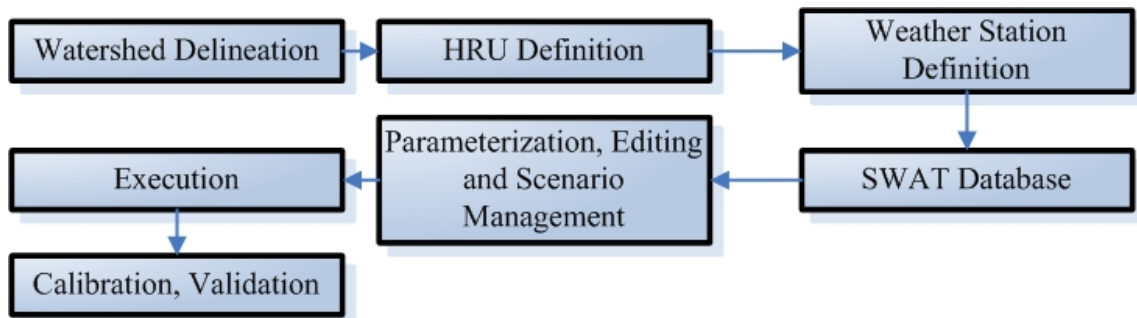 Watershed Delineation
HRU Definition
Weather Station
Definition
SWAT Database
Parameterization, Editing
and Scenario
Management
Execution
Calibration, Validation